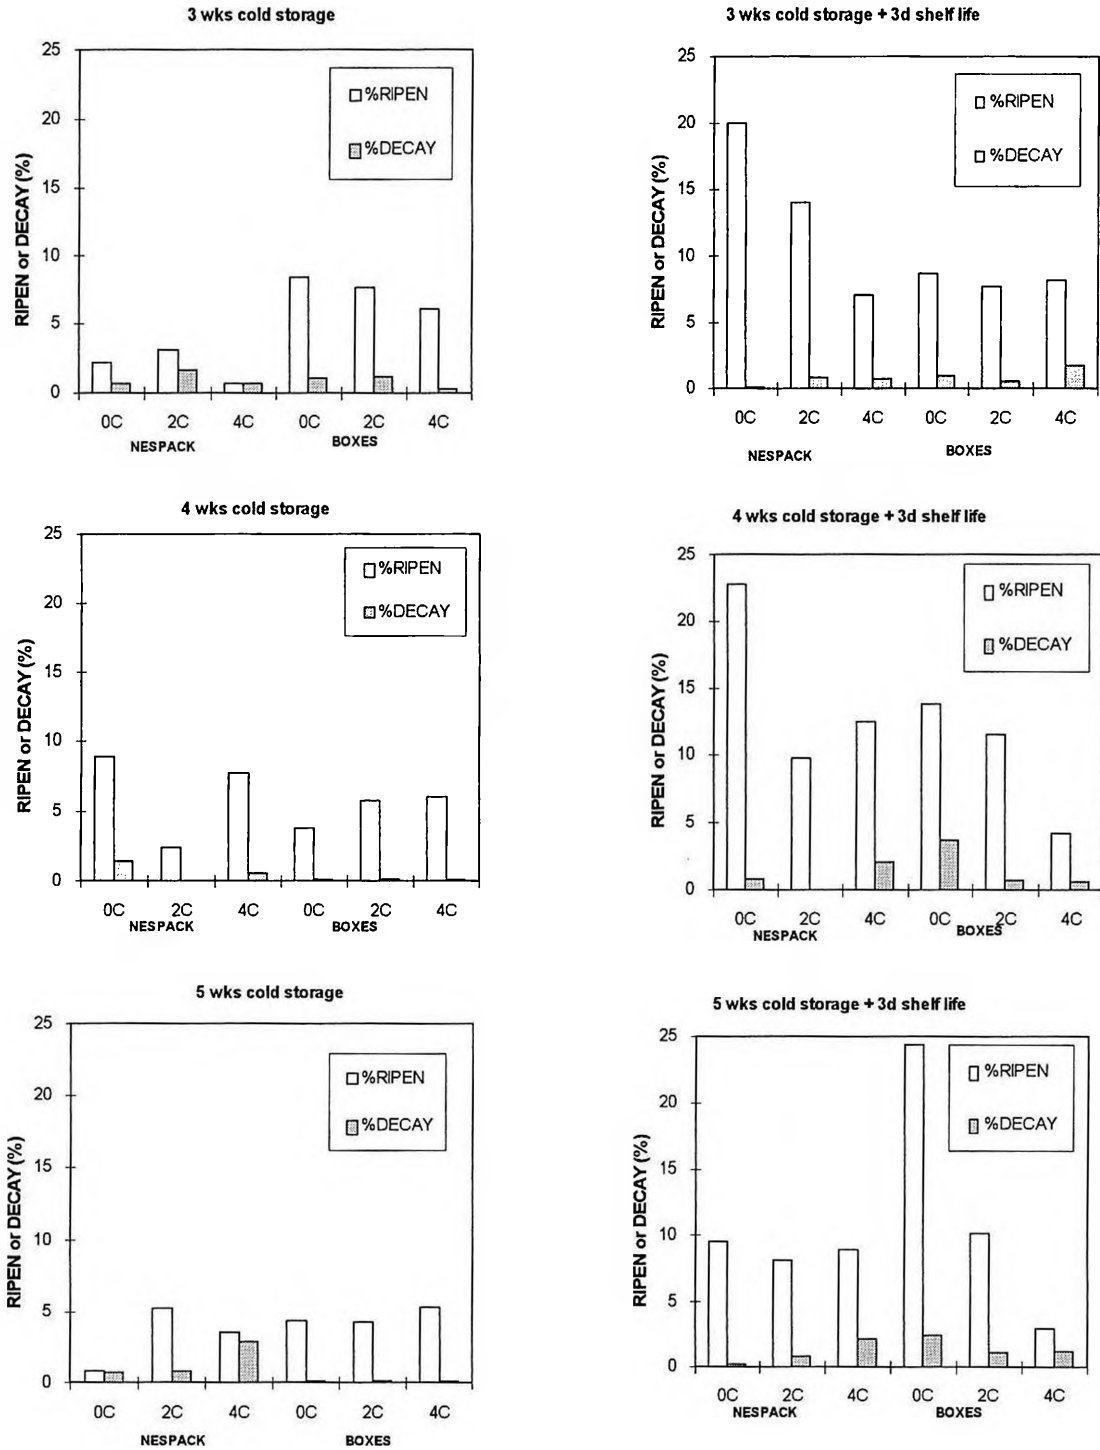 3 wks cold storage
RIPEN or DECAY (%)
25
20
15
10
5
0
%RIPEN
%DECAY
0C 2C 4C 0C 2C 4C
NESPACK BOXES
3 wks cold storage + 3d shelf life
RIPEN or DECAY (%)
25
20
15
10
5
0
%RIPEN
%DECAY
0C 2C 4C 0C 2C 4C
NESPACK BOXES
4 wks cold storage
RIPEN or DECAY (%)
25
20
15
10
5
0
%RIPEN
%DECAY
0C 2C 4C 0C 2C 4C
NESPACK BOXES
4 wks cold storage + 3d shelf life
RIPEN or DECAY (%)
25
20
15
10
5
0
%RIPEN
%DECAY
0C 2C 4C 0C 2C 4C
NESPACK BOXES
5 wks cold storage
RIPEN or DECAY (%)
25
20
15
10
5
0
%RIPEN
%DECAY
0C 2C 4C 0C 2C 4C
NESPACK BOXES
5 wks cold storage + 3d shelf life
RIPEN or DECAY (%)
25
20
15
10
5
0
%RIPEN
%DECAY
0C 2C 4C 0C 2C 4C
NESPACK BOXES